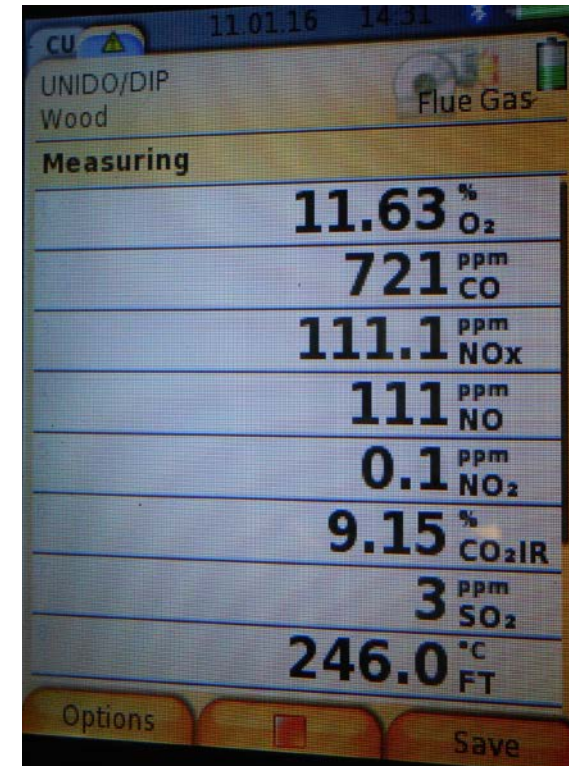 11.01.16 14:31
CU
UNIDO/DIP
Flue Gas
Wood
Measuring
11.63 % O₂
721 ppm CO
111.1 ppm NOx
111 ppm NO
0.1 ppm NO₂
9.15 % CO₂IR
3 ppm SO₂
246.0 °C FT
Options
Save